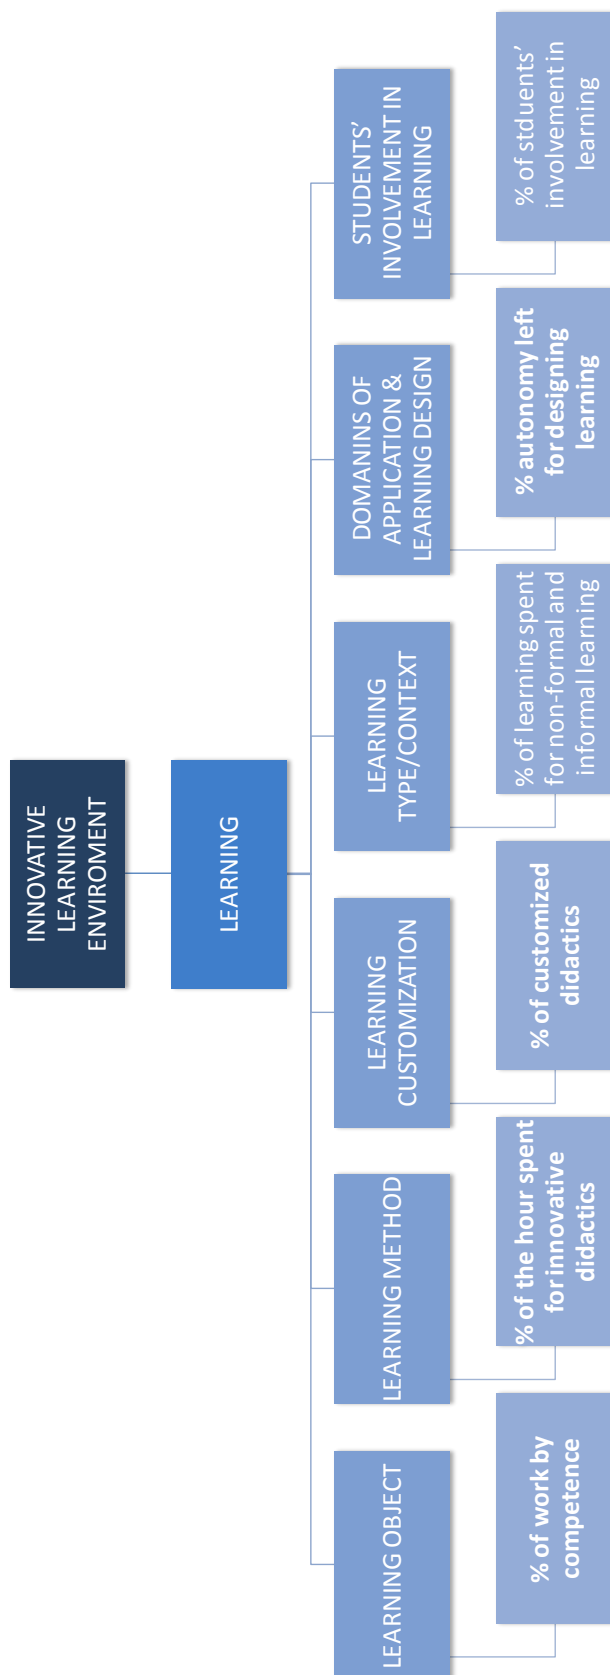 INNOVATIVE
LEARNING
ENVIROMENT
LEARNING
LEARNING OBJECT
LEARNING METHOD
LEARNING
CUSTOMIZATION
LEARNING
TYPE/CONTEXT
DOMANINS OF
APPLICATION &
LEARNING DESIGN
STUDENTS’
INVOLVEMENT IN
LEARNING
% of work by
competence
% of the hour spent
for innovative
didactics
% of customized
didactics
% of learning spent
for non-formal and
informal learning
% autonomy left
for designing
learning
% of stduents’
involvement in
learning